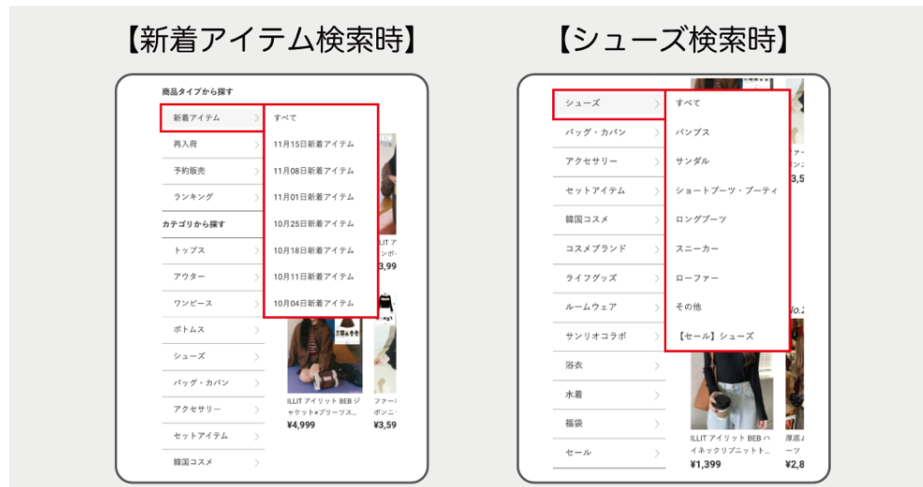 【新着アイテム検索時】
商品タイプから探す
新着アイテム
再入荷
予約販売
ランキング
カテゴリから探す
トップス
アウター
ワンピース
ボトムス
シューズ
バッグ・カバン
アクセサリー
セットアイテム
韓国コスメ
すべて
11月15日新着アイテム
11月08日新着アイテム
11月01日新着アイテム
10月25日新着アイテム
10月18日新着アイテム
10月11日新着アイテム
10月04日新着アイテム
ILLIT アイリット BEB ジ
ャケット×プリーツス...
¥4,999
ファー
ボンニ
¥3,59
【シューズ検索時】
シューズ
バッグ・カバン
アクセサリー
セットアイテム
韓国コスメ
コスメブランド
ライフグッズ
ルームウェア
サンリオコラボ
浴衣
水着
福袋
セール
すべて
パンプス
サンダル
ショートブーツ・ブーティ
ロングブーツ
スニーカー
ローファー
その他
【セール】シューズ
ILLIT アイリット BEB ハ
イネックリブニットト...
¥1,399
厚底
ーツ
¥2,8